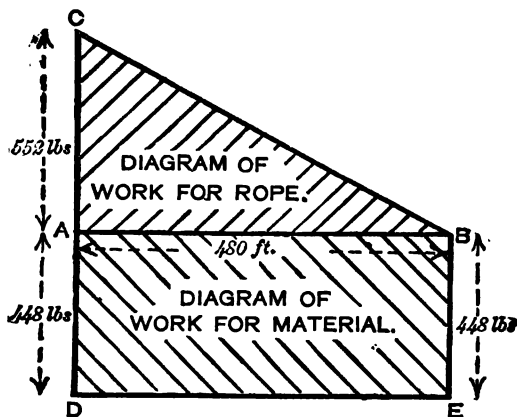 C
552 lbs
DIAGRAM OF
WORK FOR ROPE.
A
B
480 ft.
448 lbs
DIAGRAM OF
WORK FOR MATERIAL.
448 lbs
D
E